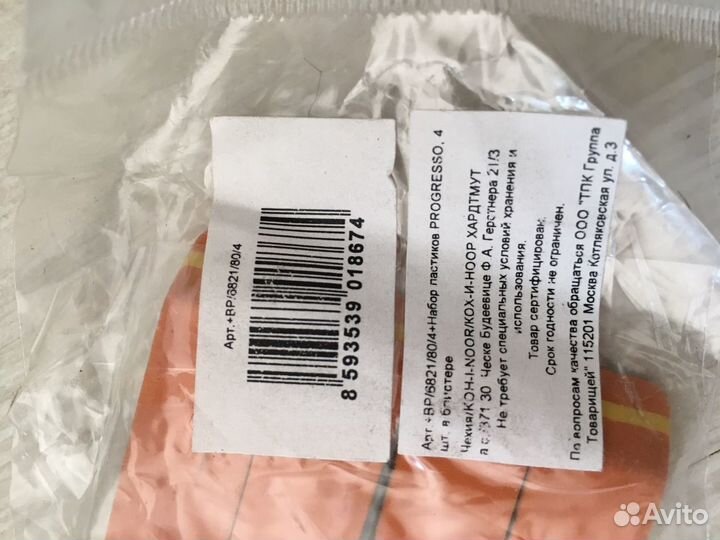 Арт.+BP/6821/80/4
8 593539 018674
Арт.+BP/6821/80/4+Набор пастиков PROGRESSO, 4
шт. в блистере
Чехия/KOH-I-NOOR/КОХ-И-НООР ХАРДТМУТ
а с./371 30 Ческе Будеевице Ф.А. Герстнера 21/3
Не требует специальных условий хранения и
использования.
Товар сертифицирован.
Срок годности не ограничен.
По вопросам качества обращаться ООО "ТПК Группа
Товарищей" 115201 Москва Котляковская ул, д.3
Avito